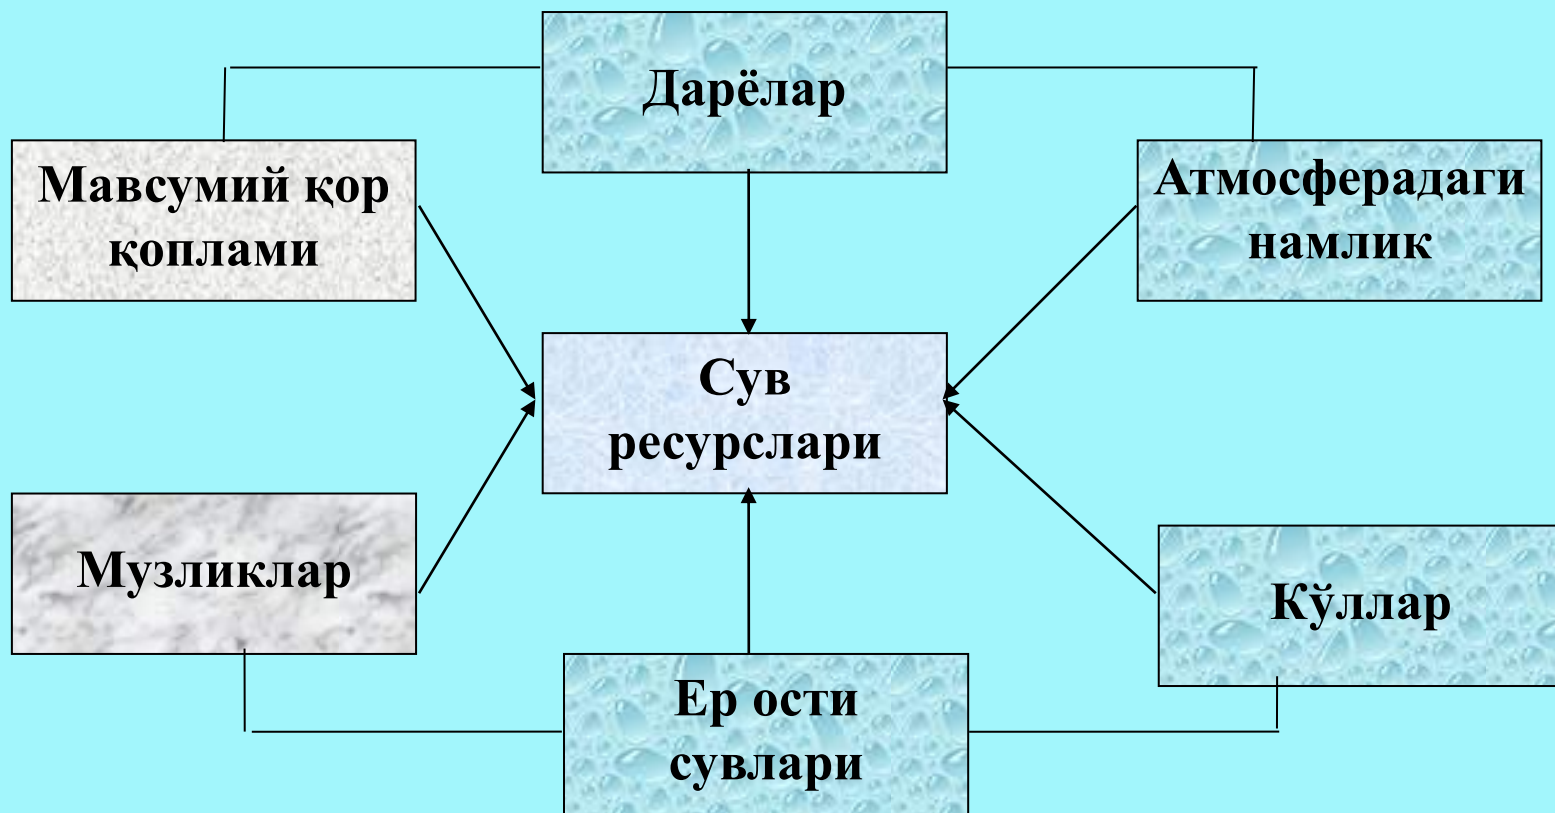 Дарёлар
Мавсумий қор
қоплами
Атмосферадаги
намлик
Сув
ресурслари
Музликлар
Кўллар
Ер ости
сувлари